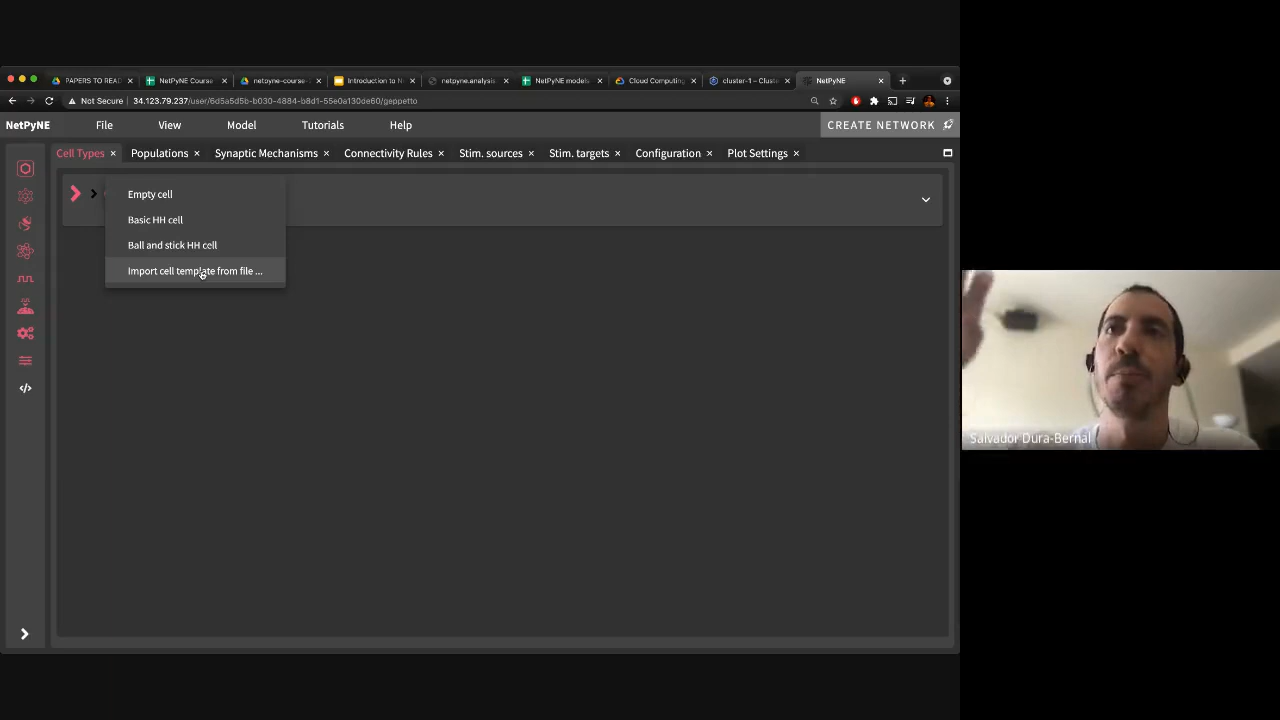 PAPERS TO READ
NetPyNE Course
netpyne-course-
Introduction to N
netpyne.analysis
NetPyNE models
Cloud Computing
cluster-1 – Cluste
NetPyNE
Not Secure
34.123.79.237/user/6d5a5d5b-b030-4884-b8d1-55e0a130de60/geppetto
NetPyNE
File
View
Model
Tutorials
Help
CREATE NETWORK
Cell Types
Populations
Synaptic Mechanisms
Connectivity Rules
Stim. sources
Stim. targets
Configuration
Plot Settings
Empty cell
Basic HH cell
Ball and stick HH cell
Import cell template from file ...
Salvador Dura-Bernal